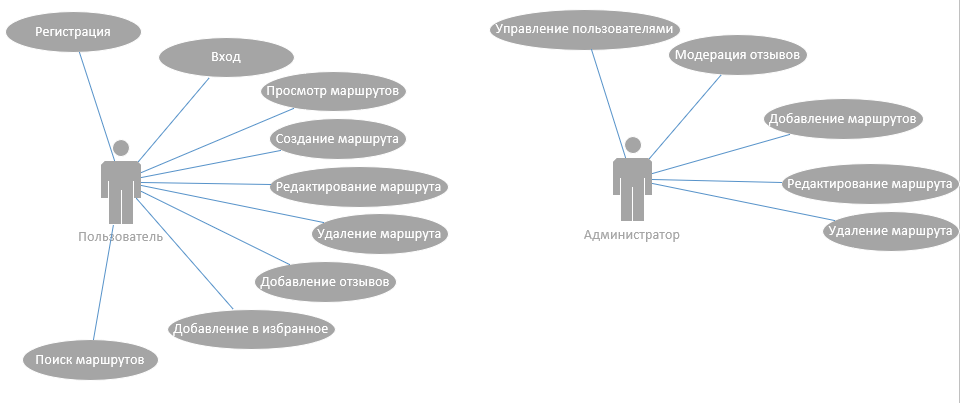 Регистрация
Вход
Просмотр маршрутов
Создание маршрута
Редактирование маршрута
Удаление маршрута
Добавление отзывов
Добавление в избранное
Поиск маршрутов
Пользователь
Управление пользователями
Модерация отзывов
Добавление маршрутов
Редактирование маршрута
Удаление маршрута
Администратор